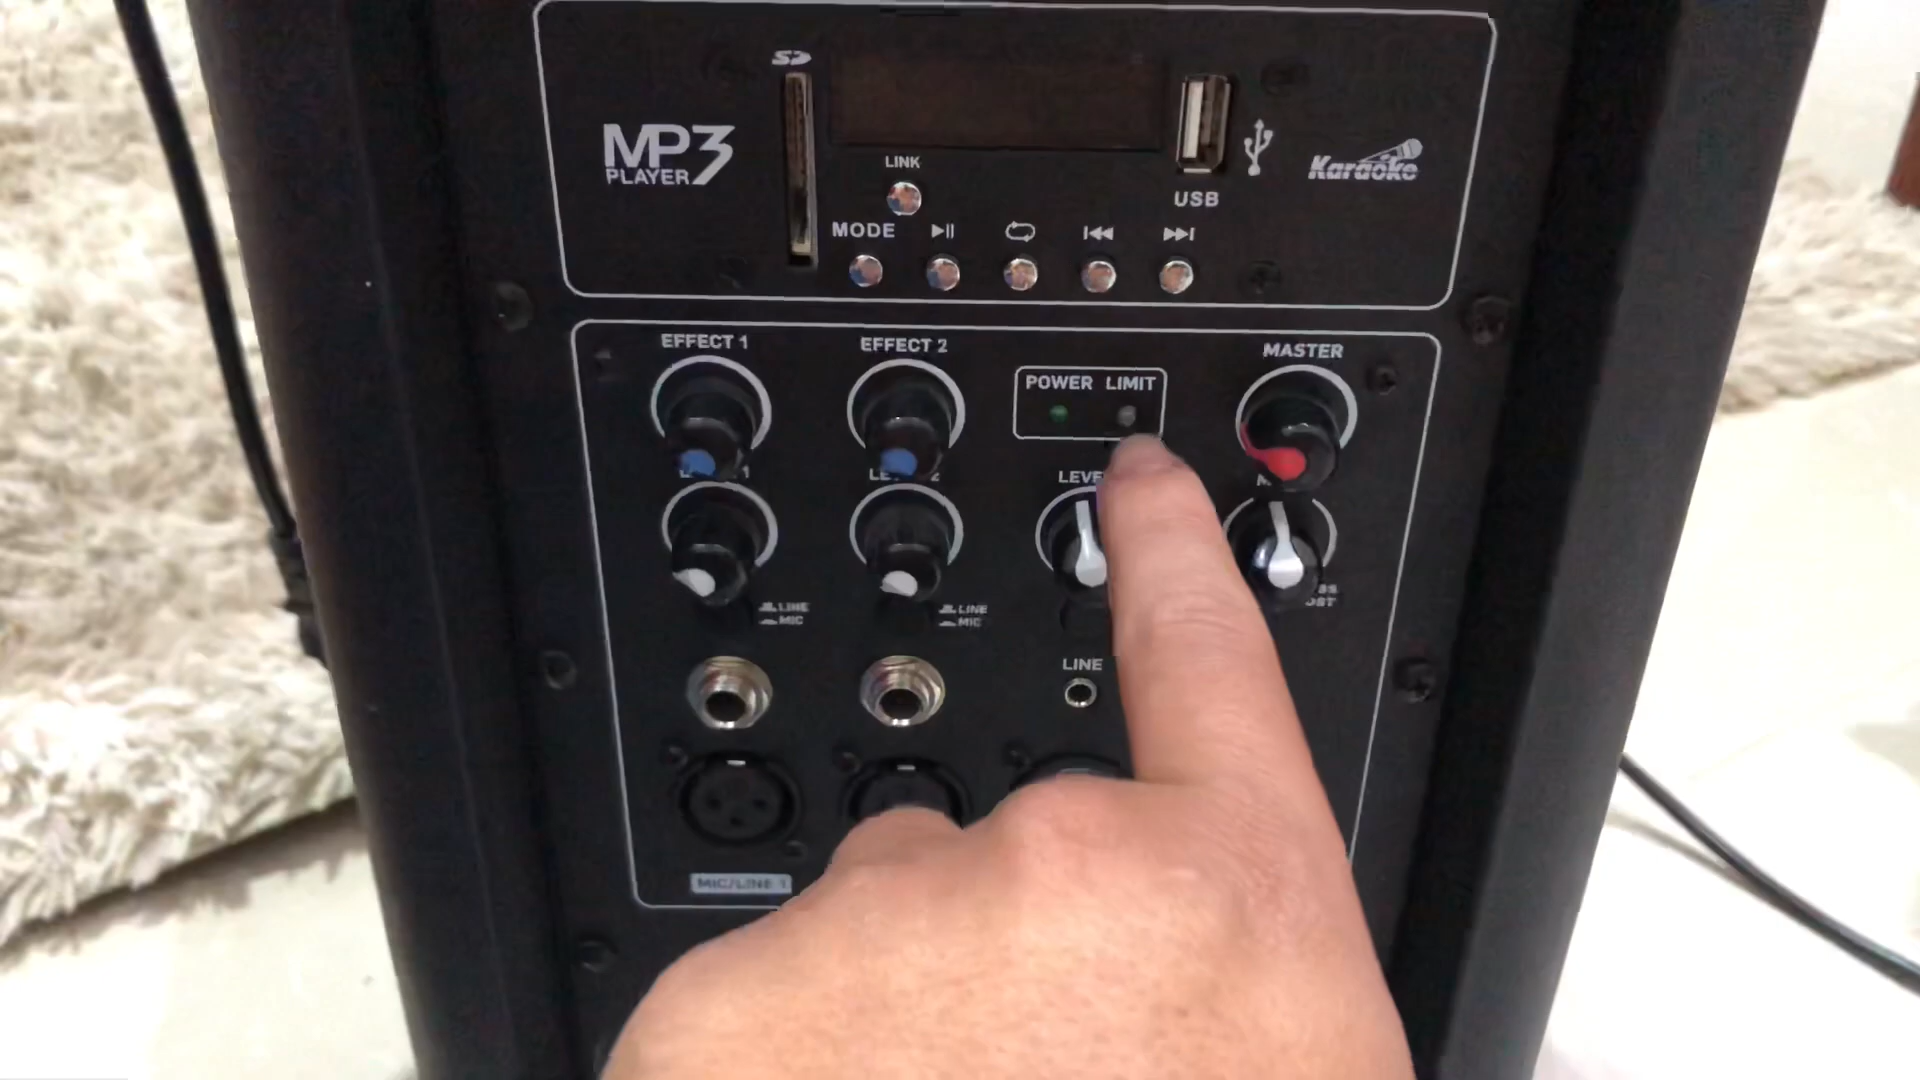 SD
MP3
PLAYER
LINK
USB
Karaoke
MODE
EFFECT 1
EFFECT 2
POWER LIMIT
MASTER
LINE
MIC
LINE
MIC
LINE
MIC/LINE 1